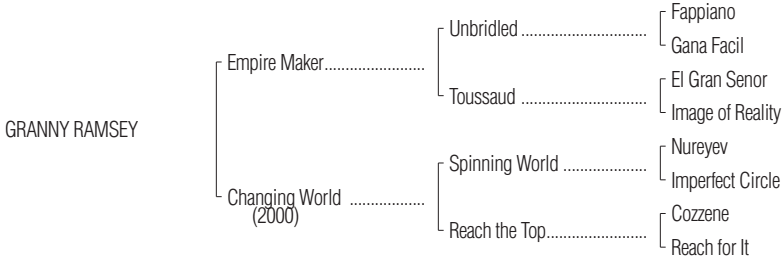 Fappiano
Unbridled ..............................
Gana Facil
Empire Maker........................
El Gran Senor
Toussaud ..............................
Image of Reality
GRANNY RAMSEY
Nureyev
Spinning World ....................
Imperfect Circle
Changing World ..................
(2000)
Cozzene
Reach the Top........................
Reach for It